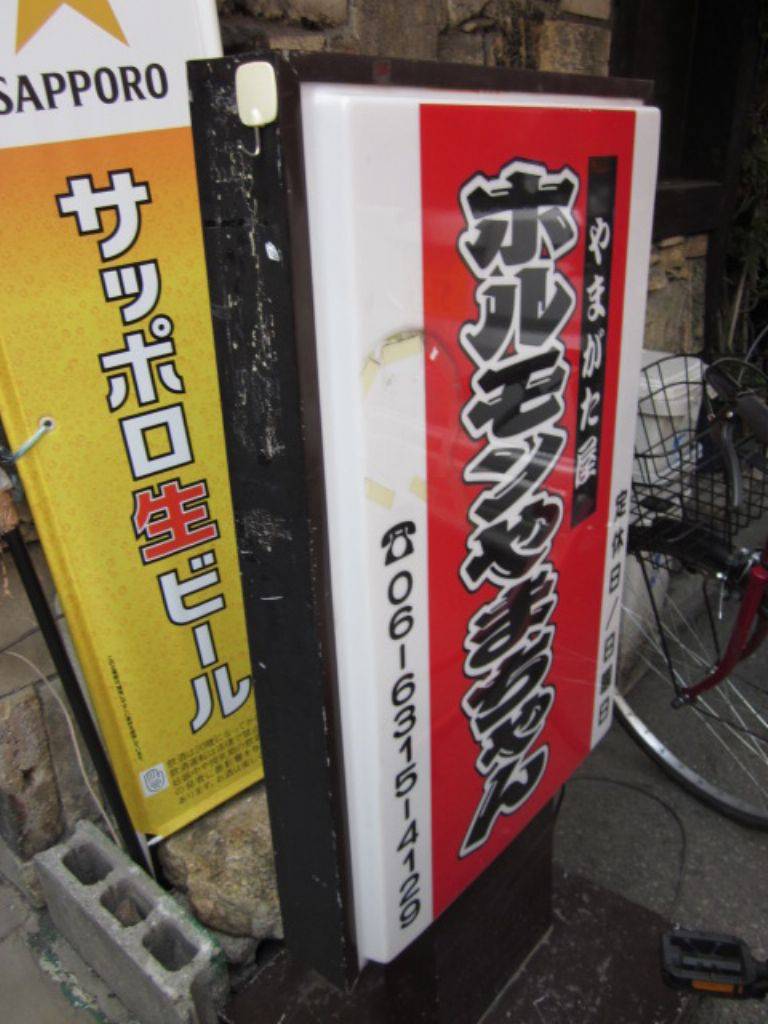 SAPPORO
サッポロ生ビール
やまがた屋
ホルモンやまちゃん
定休日/日曜日
☎06-6315-4129